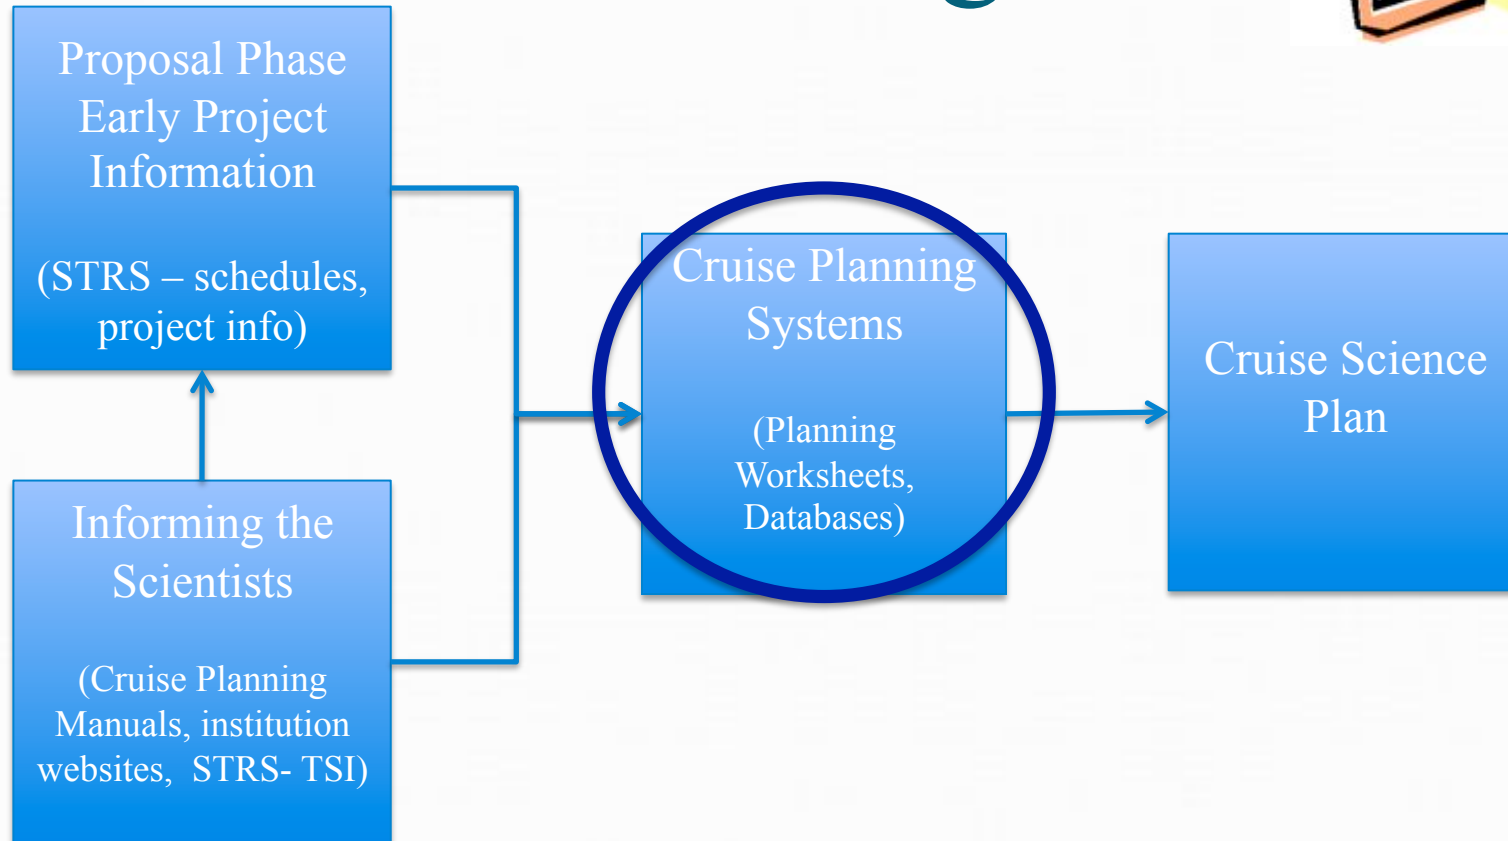 Proposal Phase
Early Project
Information
(STRS – schedules,
project info)
Informing the
Scientists
(Cruise Planning
Manuals, institution
websites,  STRS- TSI)
Cruise Planning
Systems
(Planning
Worksheets,
Databases)
Cruise Science
Plan